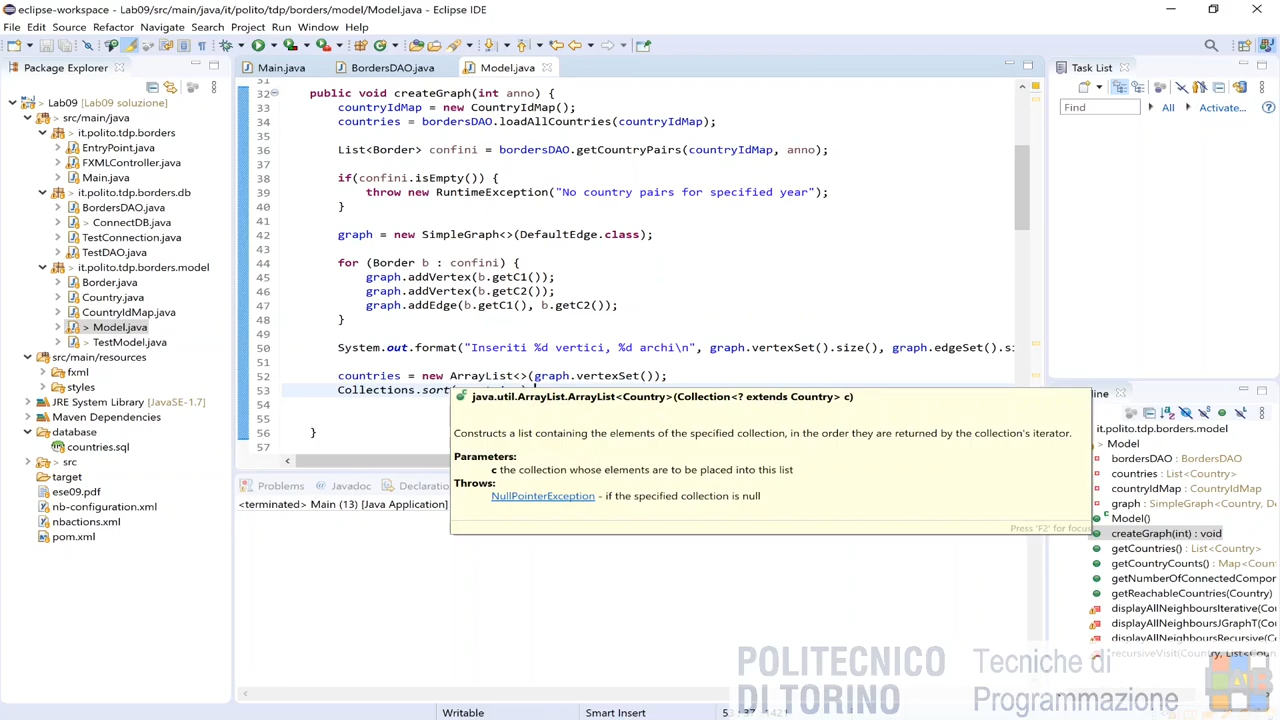 eclipse-workspace - Lab09/src/main/java/it/polito/tdp/borders/model/Model.java - Eclipse IDE
File Edit Source Refactor Navigate Search Project Run Window Help
Package Explorer
Lab09 [Lab09 soluzione]
src/main/java
> it.polito.tdp.borders
EntryPoint.java
FXMLController.java
Main.java
> it.polito.tdp.borders.db
BordersDAO.java
> ConnectDB.java
TestConnection.java
TestDAO.java
> it.polito.tdp.borders.model
Border.java
Country.java
CountryIdMap.java
> Model.java
TestModel.java
src/main/resources
fxml
styles
JRE System Library [JavaSE-1.7]
Maven Dependencies
database
countries.sql
src
target
ese09.pdf
nb-configuration.xml
nbactions.xml
pom.xml
Main.java BordersDAO.java Model.java
31
32 public void createGraph(int anno) {
33 countryIdMap = new CountryIdMap();
34 countries = bordersDAO.loadAllCountries(countryIdMap);
35
36 List<Border> confini = bordersDAO.getCountryPairs(countryIdMap, anno);
37
38 if(confini.isEmpty()) {
39 throw new RuntimeException("No country pairs for specified year");
40 }
41
42 graph = new SimpleGraph<>(DefaultEdge.class);
43
44 for (Border b : confini) {
45 graph.addVertex(b.getC1());
46 graph.addVertex(b.getC2());
47 graph.addEdge(b.getC1(), b.getC2());
48 }
49
50 System.out.format("Inseriti %d vertici, %d archi\n", graph.vertexSet().size(), graph.edgeSet().si
52 countries = new ArrayList<>(graph.vertexSet());
53 Collections.sort
54
55
56 }
57
java.util.ArrayList.ArrayList<Country>(Collection<? extends Country> c)
Constructs a list containing the elements of the specified collection, in the order they are returned by the collection's iterator.
Parameters:
c the collection whose elements are to be placed into this list
Throws:
NullPointerException - if the specified collection is null
Press 'F2' for focus
Problems Javadoc Declaratio
<terminated> Main (13) [Java Application]
Task List
Find All Activate...
line
it.polito.tdp.borders.model
Model
bordersDAO : BordersDAO
countries : List<Country>
countryIdMap : CountryIdMap
graph : SimpleGraph<Country, De
Model()
createGraph(int) : void
getCountries() : List<Country>
getCountryCounts() : Map<Count
getNumberOfConnectedCompo
getReachableCountries(Country)
displayAllNeighboursIterative(Cou
displayAllNeighboursJGraphT(Co
displayAllNeighboursRecursive(Co
recursiveVisit(Country, List<Coun
POLITECNICO
DI TORINO
Tecniche di
Programmazione
Writable Smart Insert 53 : 37 : 1421